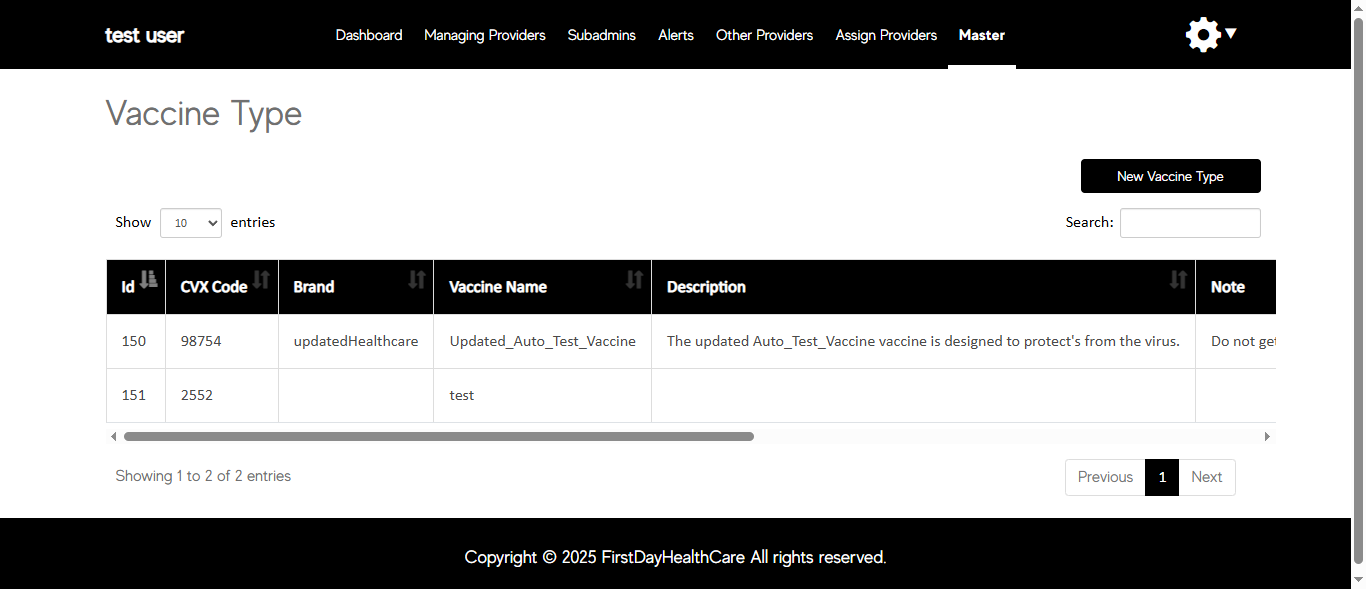 test user Dashboard Managing Providers Subadmins Alerts Other Providers Assign Providers Master
Vaccine Type
New Vaccine Type
Show 10 entries Search:
Id CVX Code Brand Vaccine Name Description Note
150 98754 updatedHealthcare Updated_Auto_Test_Vaccine The updated Auto_Test_Vaccine vaccine is designed to protect's from the virus. Do not get
151 2552 test
Showing 1 to 2 of 2 entries Previous 1 Next
Copyright © 2025 FirstDayHealthCare All rights reserved.